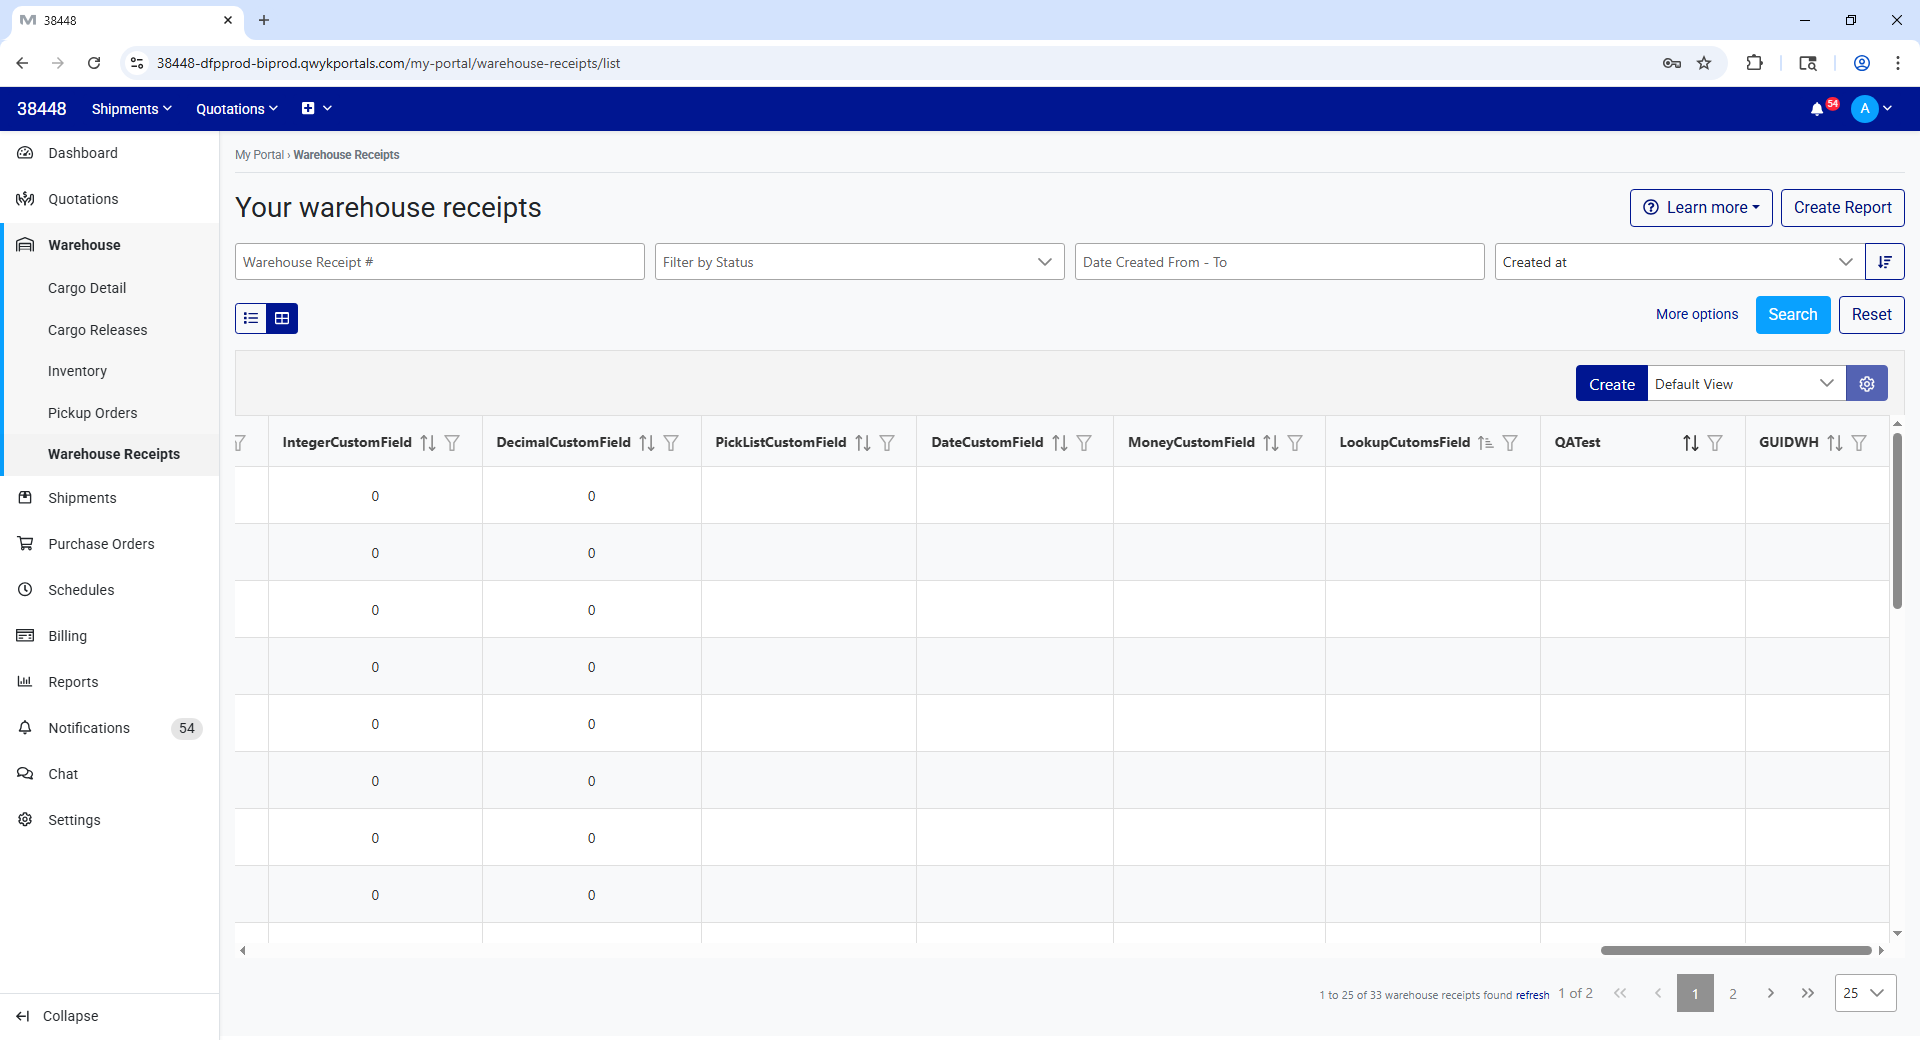 38448
38448-dfpprod-biprod.qwykportals.com/my-portal/warehouse-receipts/list
38448 Shipments Quotations 54 A
Dashboard
Quotations
Warehouse
Cargo Detail
Cargo Releases
Inventory
Pickup Orders
Warehouse Receipts
Shipments
Purchase Orders
Schedules
Billing
Reports
Notifications 54
Chat
Settings
Collapse
My Portal › Warehouse Receipts
Your warehouse receipts
Learn more Create Report
Warehouse Receipt # Filter by Status Date Created From - To Created at
More options Search Reset
Create Default View
IntegerCustomField DecimalCustomField PickListCustomField DateCustomField MoneyCustomField LookupCutomsField QATest GUIDWH
0 0
0 0
0 0
0 0
0 0
0 0
0 0
0 0
1 to 25 of 33 warehouse receipts found refresh 1 of 2 1 2 25